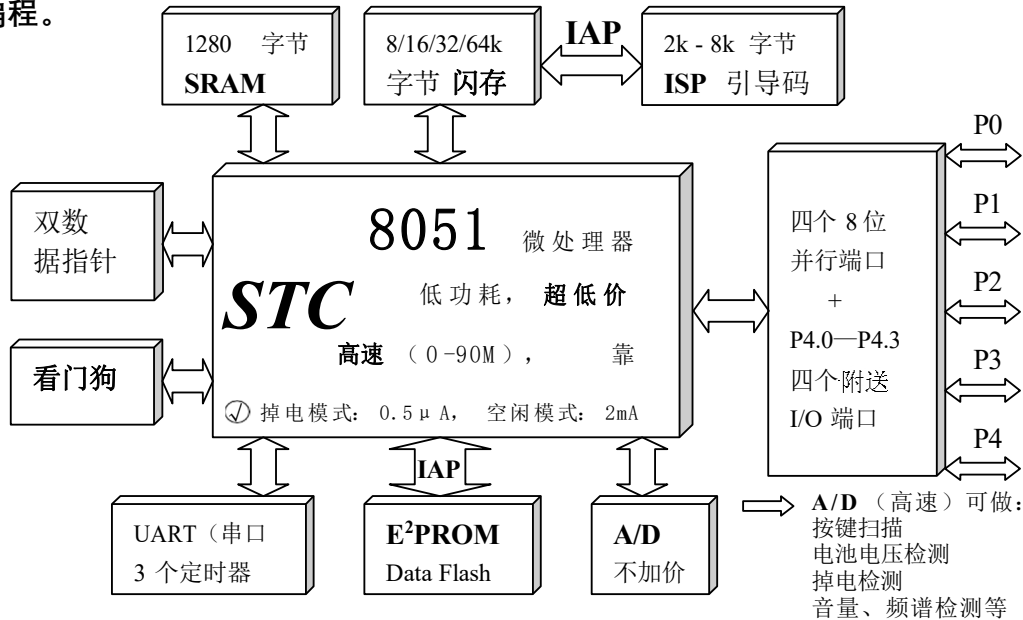 编程。
1280 字节
SRAM
8/16/32/64k
字节 闪存
IAP
2k - 8k 字节
ISP 引导码
双数
据指针
看门狗
8051 微处理器
STC 低功耗， 超低价
高速 （0-90M）， 靠
掉电模式: 0.5μA， 空闲模式: 2mA
四个 8位
并行端口
+
P4.0—P4.3
四个附送
I/O 端口
P0
P1
P2
P3
P4
UART（串口
3 个定时器
IAP
E²PROM
Data Flash
A/D
不加价
A/D （高速）可做:
按键扫描
电池电压检测
掉电检测
音量、频谱检测等